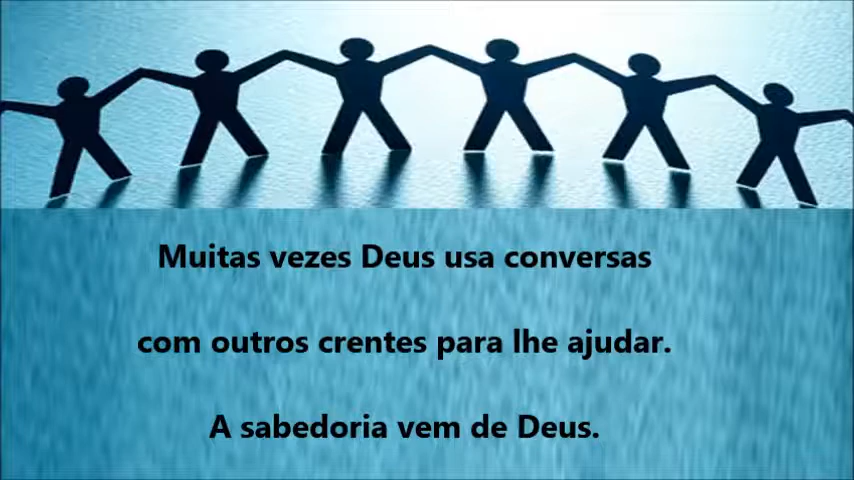 Muitas vezes Deus usa conversas
com outros crentes para lhe ajudar.
A sabedoria vem de Deus.